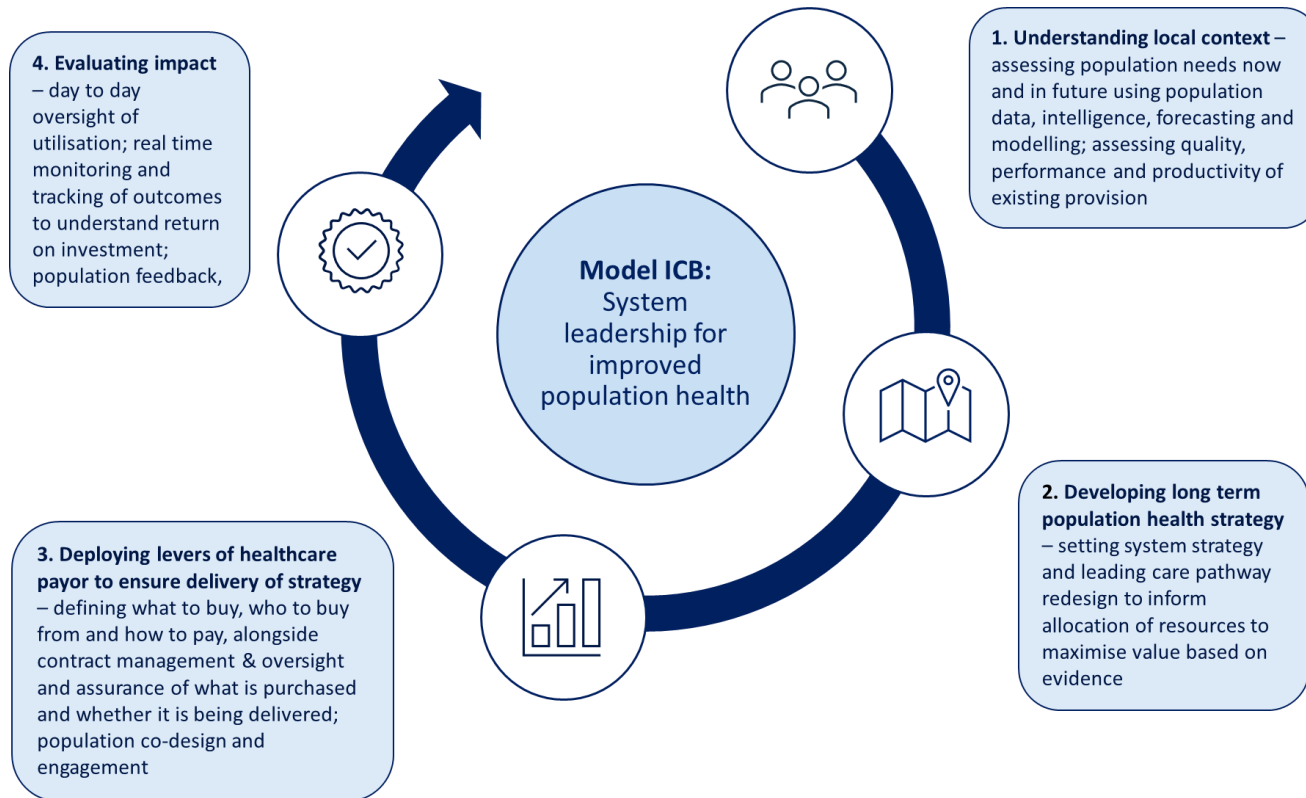 Model ICB:
System
leadership for
improved
population health
1. Understanding local context –
assessing population needs now
and in future using population
data, intelligence, forecasting and
modelling; assessing quality,
performance and productivity of
existing provision
2. Developing long term
population health strategy
– setting system strategy
and leading care pathway
redesign to inform
allocation of resources to
maximise value based on
evidence
3. Deploying levers of healthcare
payor to ensure delivery of strategy
– defining what to buy, who to buy
from and how to pay, alongside
contract management & oversight
and assurance of what is purchased
and whether it is being delivered;
population co-design and
engagement
4. Evaluating impact
– day to day
oversight of
utilisation; real time
monitoring and
tracking of outcomes
to understand return
on investment;
population feedback,